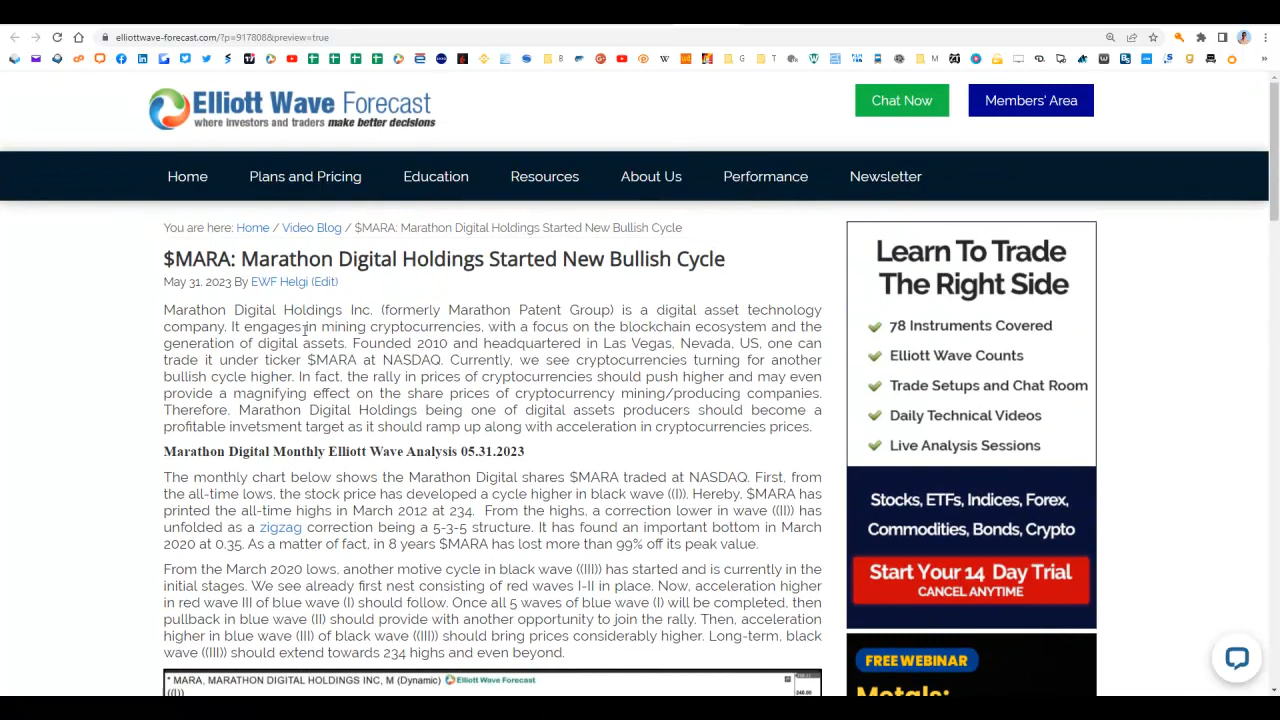 elliottwave-forecast.com/?p=917808&preview=true
Elliott Wave Forecast
where investors and traders make better decisions
Chat Now
Members' Area
Home
Plans and Pricing
Education
Resources
About Us
Performance
Newsletter
You are here: Home / Video Blog / $MARA: Marathon Digital Holdings Started New Bullish Cycle
$MARA: Marathon Digital Holdings Started New Bullish Cycle
May 31, 2023 By EWF Helgi (Edit)
Marathon Digital Holdings Inc. (formerly Marathon Patent Group) is a digital asset technology
company. It engages in mining cryptocurrencies, with a focus on the blockchain ecosystem and the
generation of digital assets. Founded 2010 and headquartered in Las Vegas, Nevada, US, one can
trade it under ticker $MARA at NASDAQ. Currently, we see cryptocurrencies turning for another
bullish cycle higher. In fact, the rally in prices of cryptocurrencies should push higher and may even
provide a magnifying effect on the share prices of cryptocurrency mining/producing companies.
Therefore. Marathon Digital Holdings being one of digital assets producers should become a
profitable invetsment target as it should ramp up along with acceleration in cryptocurrencies prices.
Marathon Digital Monthly Elliott Wave Analysis 05.31.2023
The monthly chart below shows the Marathon Digital shares $MARA traded at NASDAQ. First, from
the all-time lows, the stock price has developed a cycle higher in black wave ((I)). Hereby, $MARA has
printed the all-time highs in March 2012 at 234. From the highs, a correction lower in wave ((II)) has
unfolded as a zigzag correction being a 5-3-5 structure. It has found an important bottom in March
2020 at 0.35. As a matter of fact, in 8 years $MARA has lost more than 99% off its peak value.
From the March 2020 lows, another motive cycle in black wave ((III)) has started and is currently in the
initial stages. We see already first nest consisting of red waves I-II in place. Now, acceleration higher
in red wave III of blue wave (I) should follow. Once all 5 waves of blue wave (I) will be completed, then
pullback in blue wave (II) should provide with another opportunity to join the rally. Then, acceleration
higher in blue wave (III) of black wave ((III)) should bring prices considerably higher. Long-term, black
wave ((III)) should extend towards 234 highs and even beyond.
* MARA, MARATHON DIGITAL HOLDINGS INC, M (Dynamic) Elliott Wave Forecast
((I))
Learn To Trade
The Right Side
78 Instruments Covered
Elliott Wave Counts
Trade Setups and Chat Room
Daily Technical Videos
Live Analysis Sessions
Stocks, ETFs, Indices, Forex,
Commodities, Bonds, Crypto
Start Your 14 Day Trial
CANCEL ANYTIME
FREE WEBINAR
Metals: